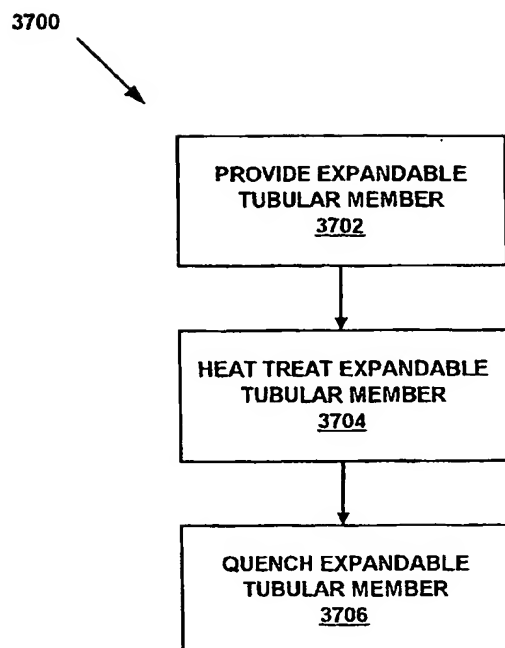 3700
PROVIDE EXPANDABLE
TUBULAR MEMBER
3702
HEAT TREAT EXPANDABLE
TUBULAR MEMBER
3704
QUENCH EXPANDABLE
TUBULAR MEMBER
3706